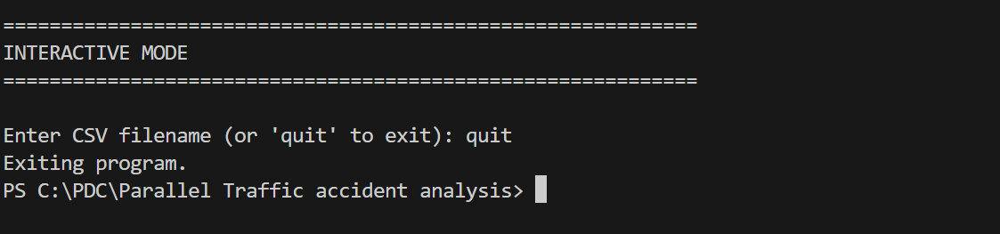 ============================================================
INTERACTIVE MODE
============================================================
Enter CSV filename (or 'quit' to exit): quit
Exiting program.
PS C:\PDC\Parallel Traffic accident analysis>